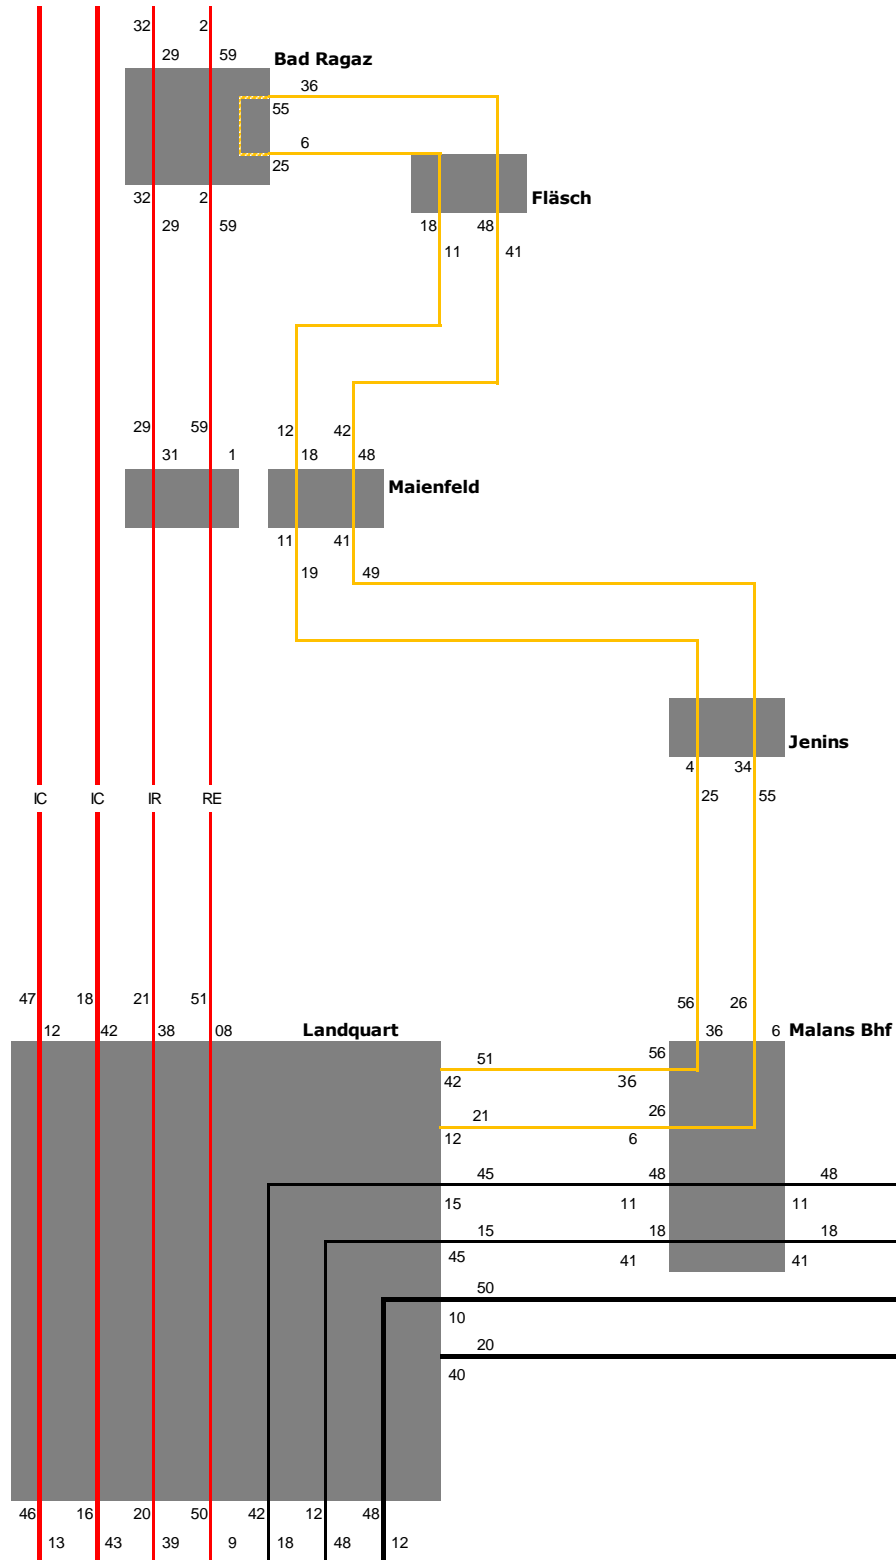 32 2
29 59 Bad Ragaz
36
55
6
25
32 2 Fläsch
29 59 18 48
11 41
29 59 12 42
31 1 18 48
Maienfeld
11 41
19 49
Jenins
4 34
IC IC IR RE 25 55
47 18 21 51 56 26
12 42 38 08 Landquart 36 6 Malans Bhf
51 56
42 36
21 26
12 6
45 48 48
15 11 11
15 18 18
45 41 41
50
10
20
40
46 16 20 50 42 12 48
13 43 39 9 18 48 12